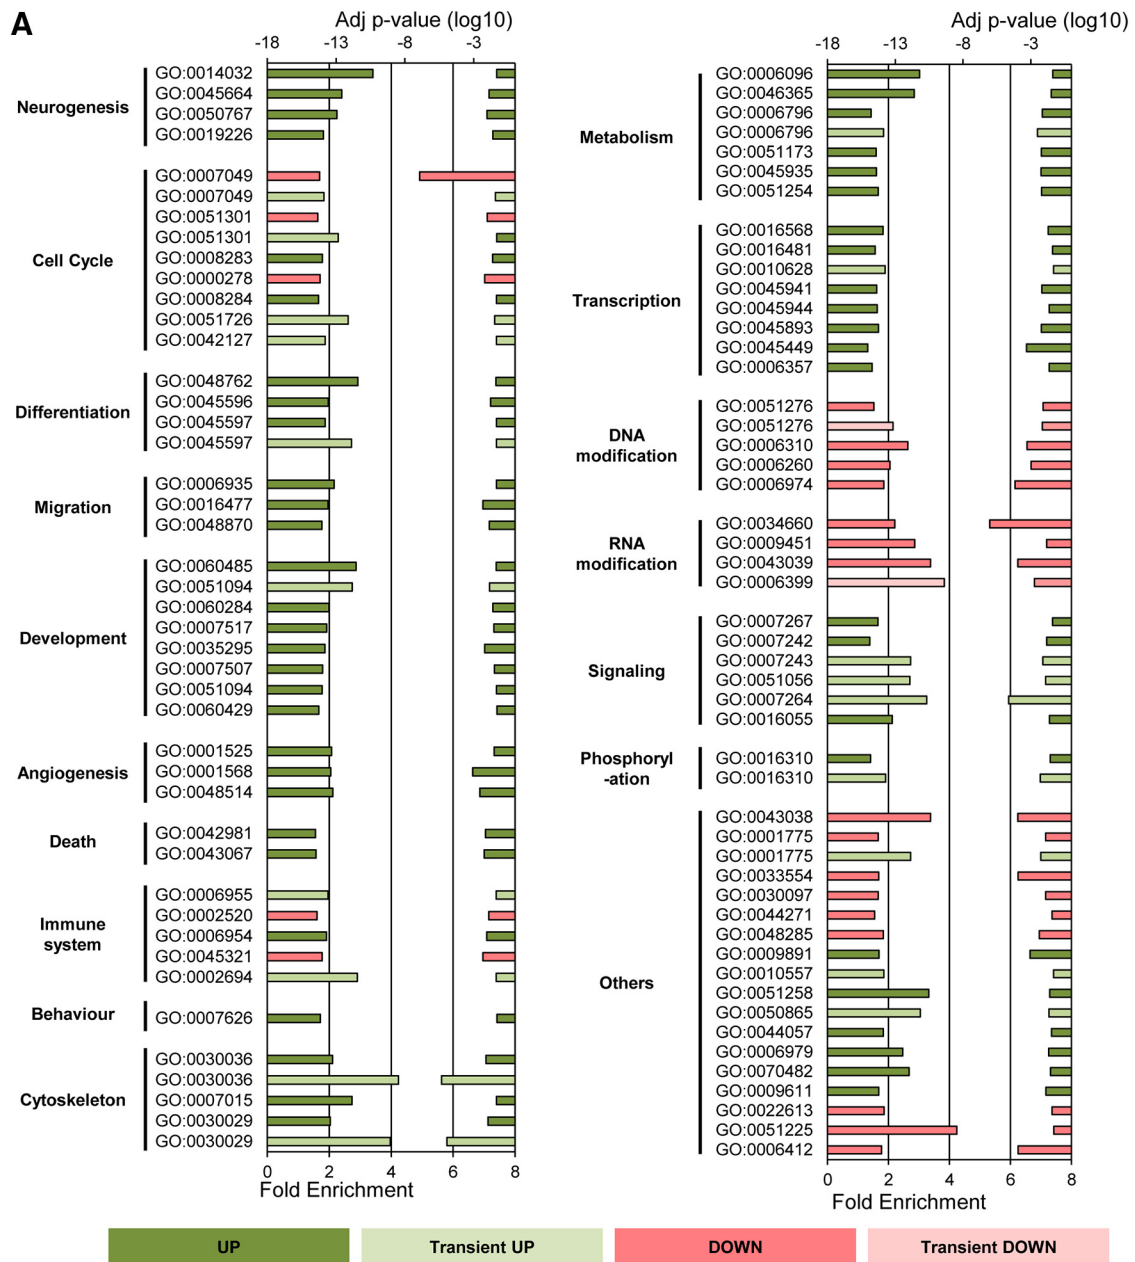 A
Adj p-value (log10)
-18 -13 -8 -3
Neurogenesis
GO:0014032
GO:0045664
GO:0050767
GO:0019226
Cell Cycle
GO:0007049
GO:0007049
GO:0051301
GO:0051301
GO:0008283
GO:0000278
GO:0008284
GO:0051726
GO:0042127
Differentiation
GO:0048762
GO:0045596
GO:0045597
GO:0045597
Migration
GO:0006935
GO:0016477
GO:0048870
Development
GO:0060485
GO:0051094
GO:0060284
GO:0007517
GO:0035295
GO:0007507
GO:0051094
GO:0060429
Angiogenesis
GO:0001525
GO:0001568
GO:0048514
Death
GO:0042981
GO:0043067
Immune
system
GO:0006955
GO:0002520
GO:0006954
GO:0045321
GO:0002694
Behaviour
GO:0007626
Cytoskeleton
GO:0030036
GO:0030036
GO:0007015
GO:0030029
GO:0030029
0 2 4 6 8
Fold Enrichment
Adj p-value (log10)
-18 -13 -8 -3
Metabolism
GO:0006096
GO:0046365
GO:0006796
GO:0006796
GO:0051173
GO:0045935
GO:0051254
Transcription
GO:0016568
GO:0016481
GO:0010628
GO:0045941
GO:0045944
GO:0045893
GO:0045449
GO:0006357
DNA
modification
GO:0051276
GO:0051276
GO:0006310
GO:0006260
GO:0006974
RNA
modification
GO:0034660
GO:0009451
GO:0043039
GO:0006399
Signaling
GO:0007267
GO:0007242
GO:0007243
GO:0051056
GO:0007264
GO:0016055
Phosphoryl
-ation
GO:0016310
GO:0016310
Others
GO:0043038
GO:0001775
GO:0001775
GO:0033554
GO:0030097
GO:0044271
GO:0048285
GO:0009891
GO:0010557
GO:0051258
GO:0050865
GO:0044057
GO:0006979
GO:0070482
GO:0009611
GO:0022613
GO:0051225
GO:0006412
0 2 4 6 8
Fold Enrichment
UP
Transient UP
DOWN
Transient DOWN